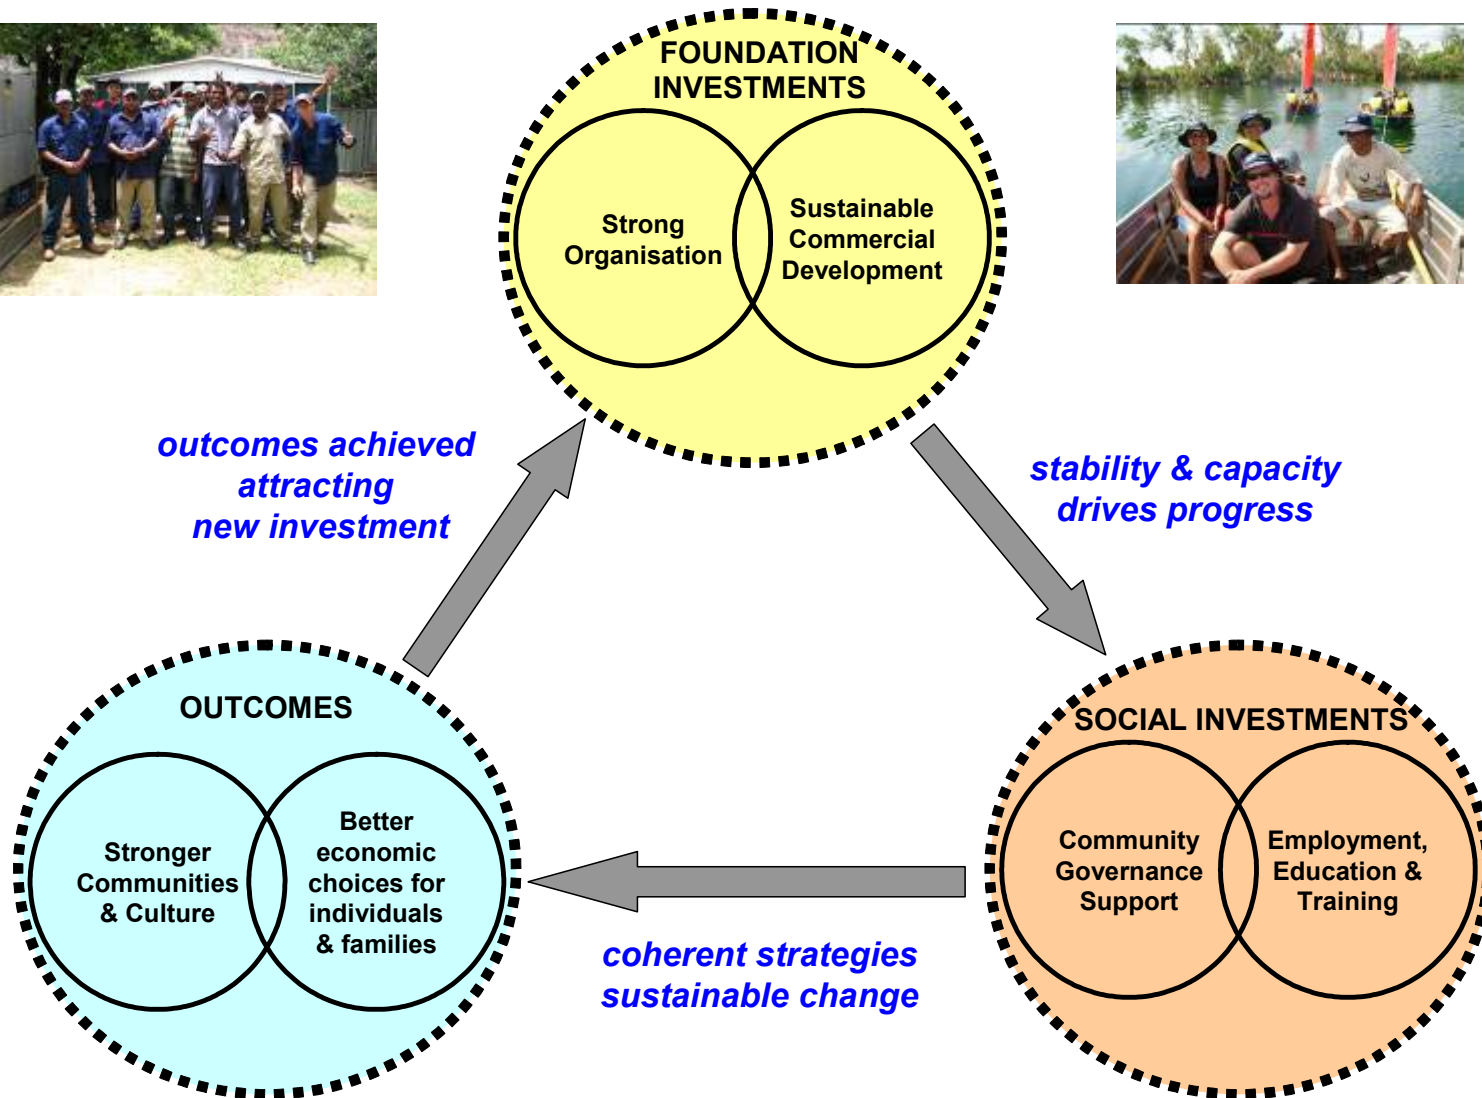 FOUNDATION
INVESTMENTS
Strong
Organisation
Sustainable
Commercial
Development
outcomes achieved
attracting
new investment
stability & capacity
drives progress
OUTCOMES
Stronger
Communities
& Culture
Better
economic
choices for
individuals
& families
SOCIAL INVESTMENTS
Community
Governance
Support
Employment,
Education &
Training
coherent strategies
sustainable change